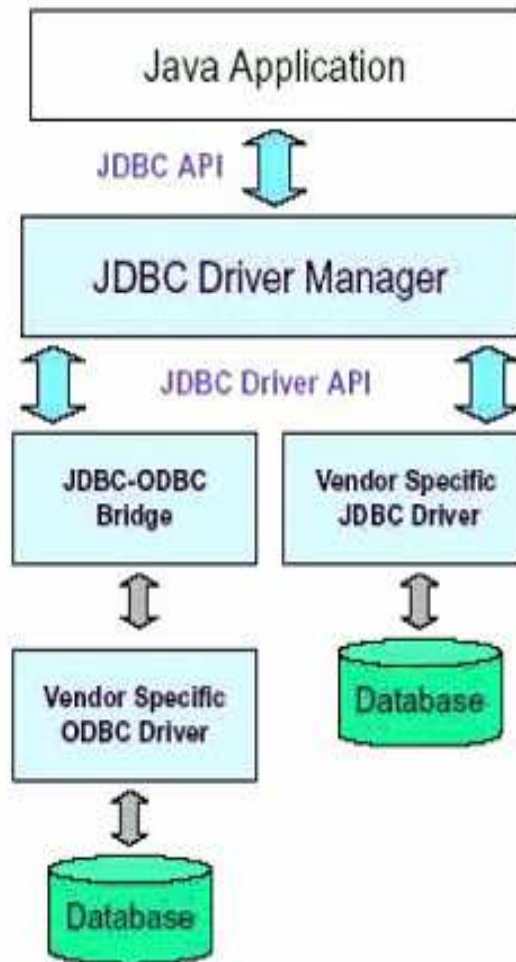 Java Application
JDBC API
JDBC Driver Manager
JDBC Driver API
JDBC-ODBC
Bridge
Vendor Specific
JDBC Driver
Vendor Specific
ODBC Driver
Database
Database